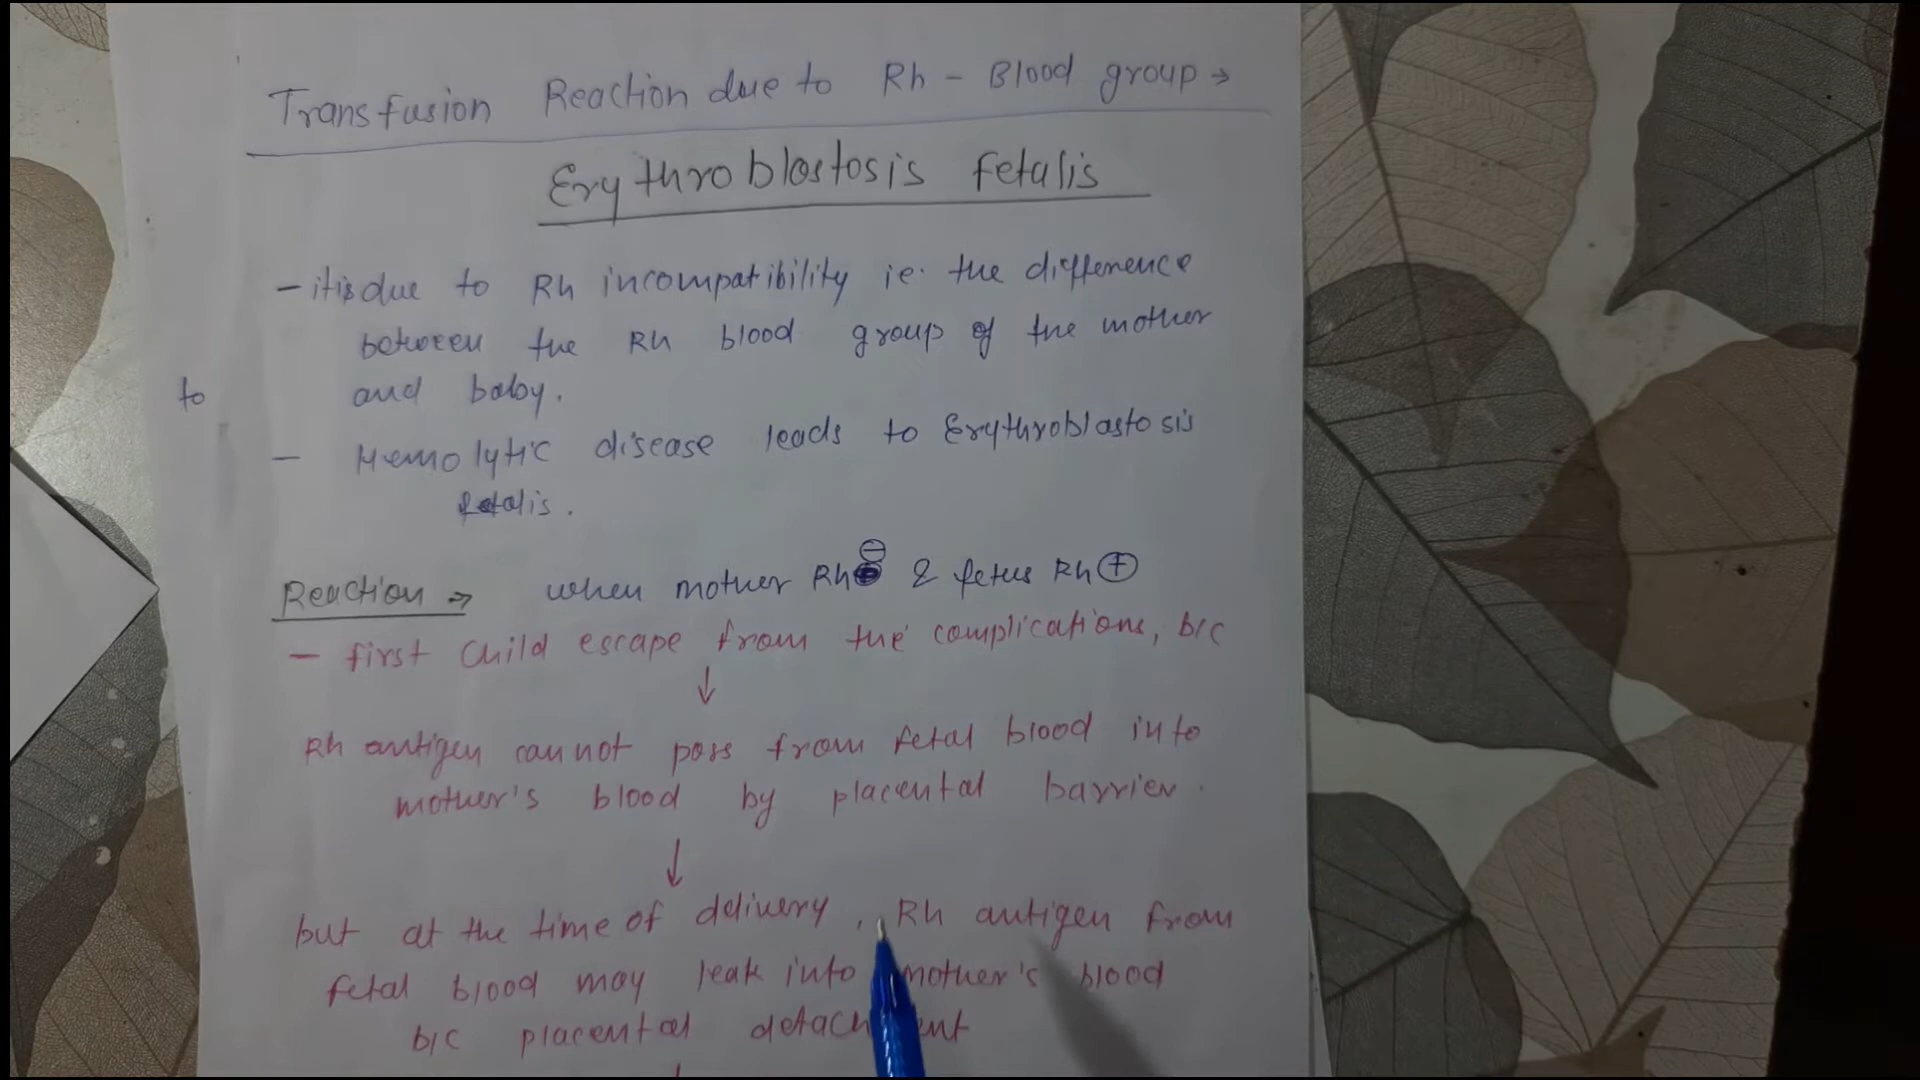 Transfusion Reaction due to Rh - Blood group →
Erythroblastosis fetalis
- it is due to Rh incompatibility ie. the difference
between the Rh blood group of the mother
to and baby.
- Hemolytic disease leads to Erythroblastosis
fetalis.
Reaction → when mother Rh ⊖ & fetus Rh ⊕
- first child escape from the complications, b/c
↓
Rh antigen cannot pass from fetal blood into
mother's blood by placental barrier.
↓
but at the time of delivery, Rh antigen from
fetal blood may leak into mother's blood
b/c placental